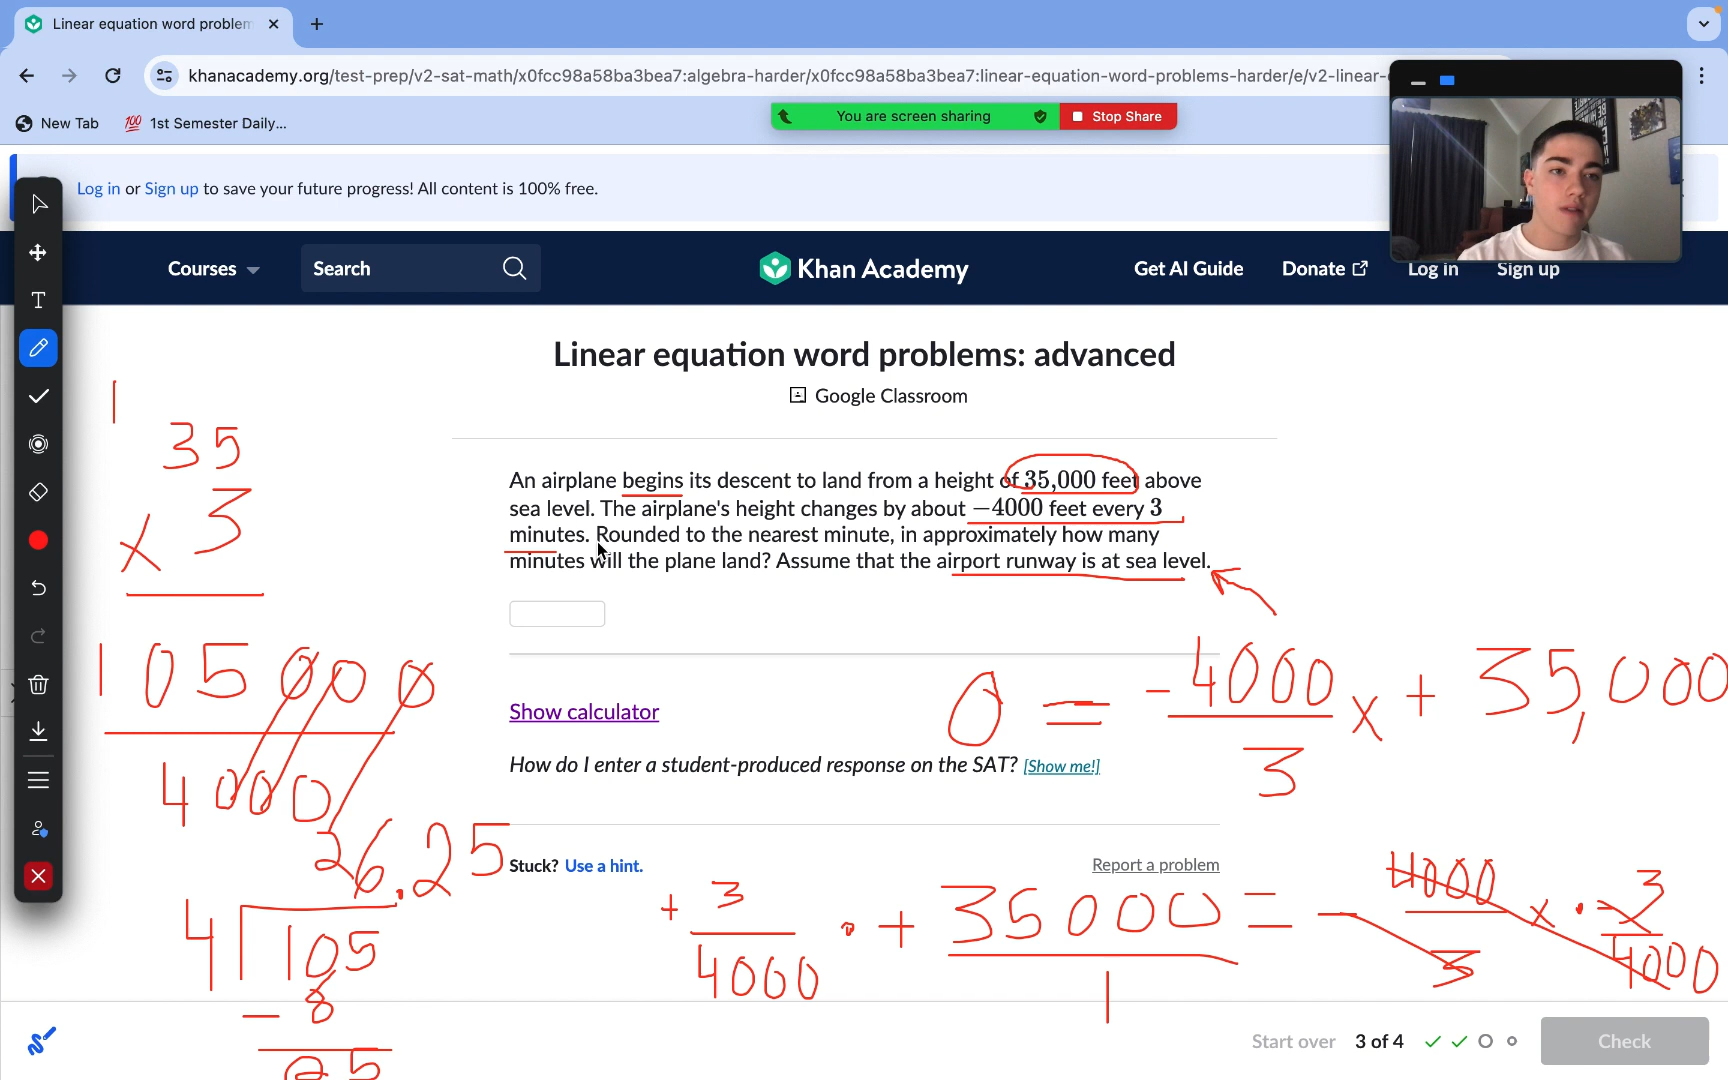 Linear equation word problem
khanacademy.org/test-prep/v2-sat-math/x0fcc98a58ba3bea7:algebra-harder/x0fcc98a58ba3bea7:linear-equation-word-problems-harder/e/v2-linear-
New Tab
1st Semester Daily...
You are screen sharing
Stop Share
Log in or Sign up to save your future progress! All content is 100% free.
Courses
Search
Khan Academy
Get AI Guide
Donate
Log in
Sign up
Linear equation word problems: advanced
Google Classroom
An airplane begins its descent to land from a height of 35,000 feet above
sea level. The airplane's height changes by about −4000 feet every 3
minutes. Rounded to the nearest minute, in approximately how many
minutes will the plane land? Assume that the airport runway is at sea level.
1
35
x 3
105000
4000
0 = -4000/3 x + 35,000
Show calculator
How do I enter a student-produced response on the SAT? [Show me!]
26.25
4 105
- 8
25
Stuck? Use a hint.
Report a problem
+ 3/4000 · + 35000/1 = - 4000/3 x · -3/4000
Start over
3 of 4
Check